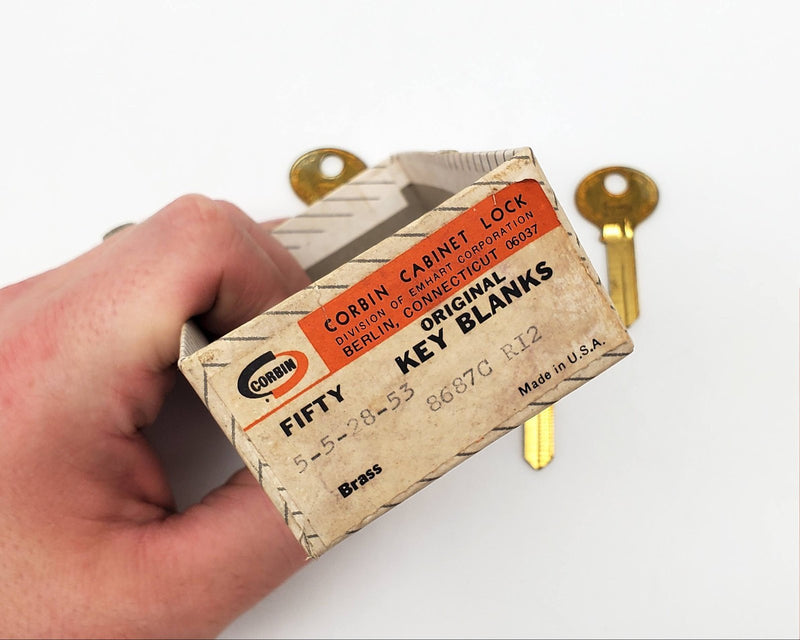 CORBIN CABINET LOCK
DIVISION OF EMHART CORPORATION
BERLIN, CONNECTICUT 06037
CORBIN
ORIGINAL
FIFTY KEY BLANKS
5-5-28-53 8687C RI2
Brass Made in U.S.A.